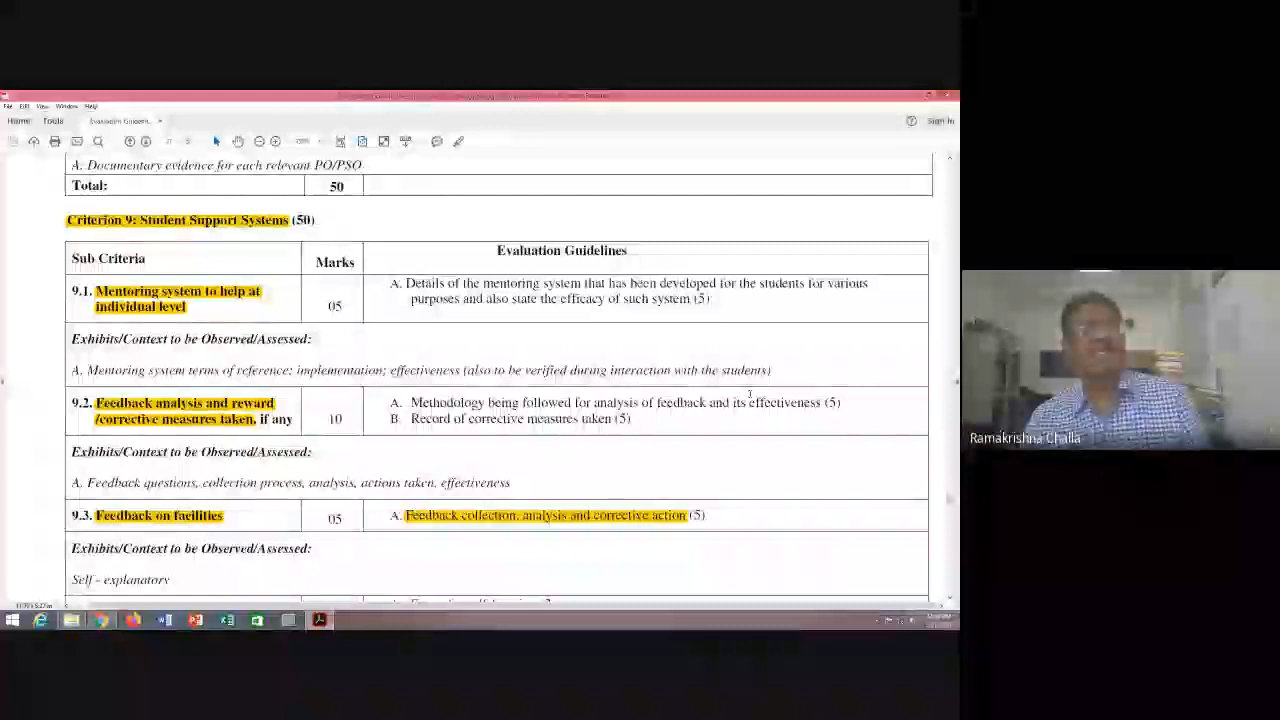 File Edit View Window Help
Home Tools Evaluation Guidelin...
Sign In
A. Documentary evidence for each relevant PO/PSO
Total: 50
Criterion 9: Student Support Systems (50)
Sub Criteria Marks Evaluation Guidelines
9.1. Mentoring system to help at
individual level
05
A. Details of the mentoring system that has been developed for the students for various
purposes and also state the efficacy of such system (5)
Exhibits/Context to be Observed/Assessed:
A. Mentoring system terms of reference; implementation; effectiveness (also to be verified during interaction with the students)
9.2. Feedback analysis and reward
/corrective measures taken, if any
10
A. Methodology being followed for analysis of feedback and its effectiveness (5)
B. Record of corrective measures taken (5)
Exhibits/Context to be Observed/Assessed:
A. Feedback questions, collection process, analysis, actions taken, effectiveness
9.3. Feedback on facilities
05
A. Feedback collection, analysis and corrective action (5)
Exhibits/Context to be Observed/Assessed:
Self - explanatory
Ramakrishna Challa